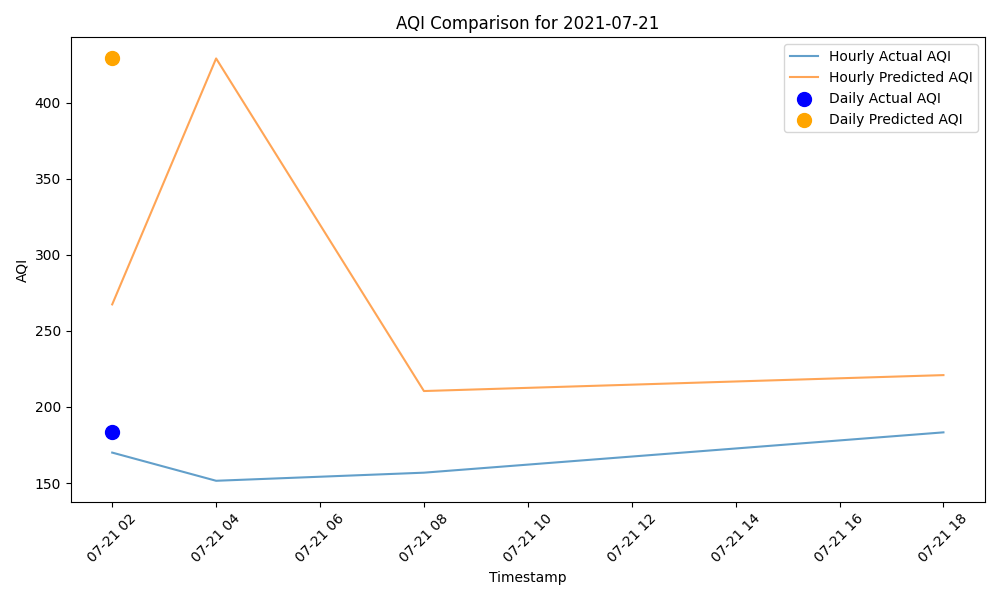 AQI Comparison for 2021-07-21
Hourly Actual AQI
Hourly Predicted AQI
Daily Actual AQI
Daily Predicted AQI
AQI
400
350
300
250
200
150
07-21 02
07-21 04
07-21 06
07-21 08
07-21 10
07-21 12
07-21 14
07-21 16
07-21 18
Timestamp